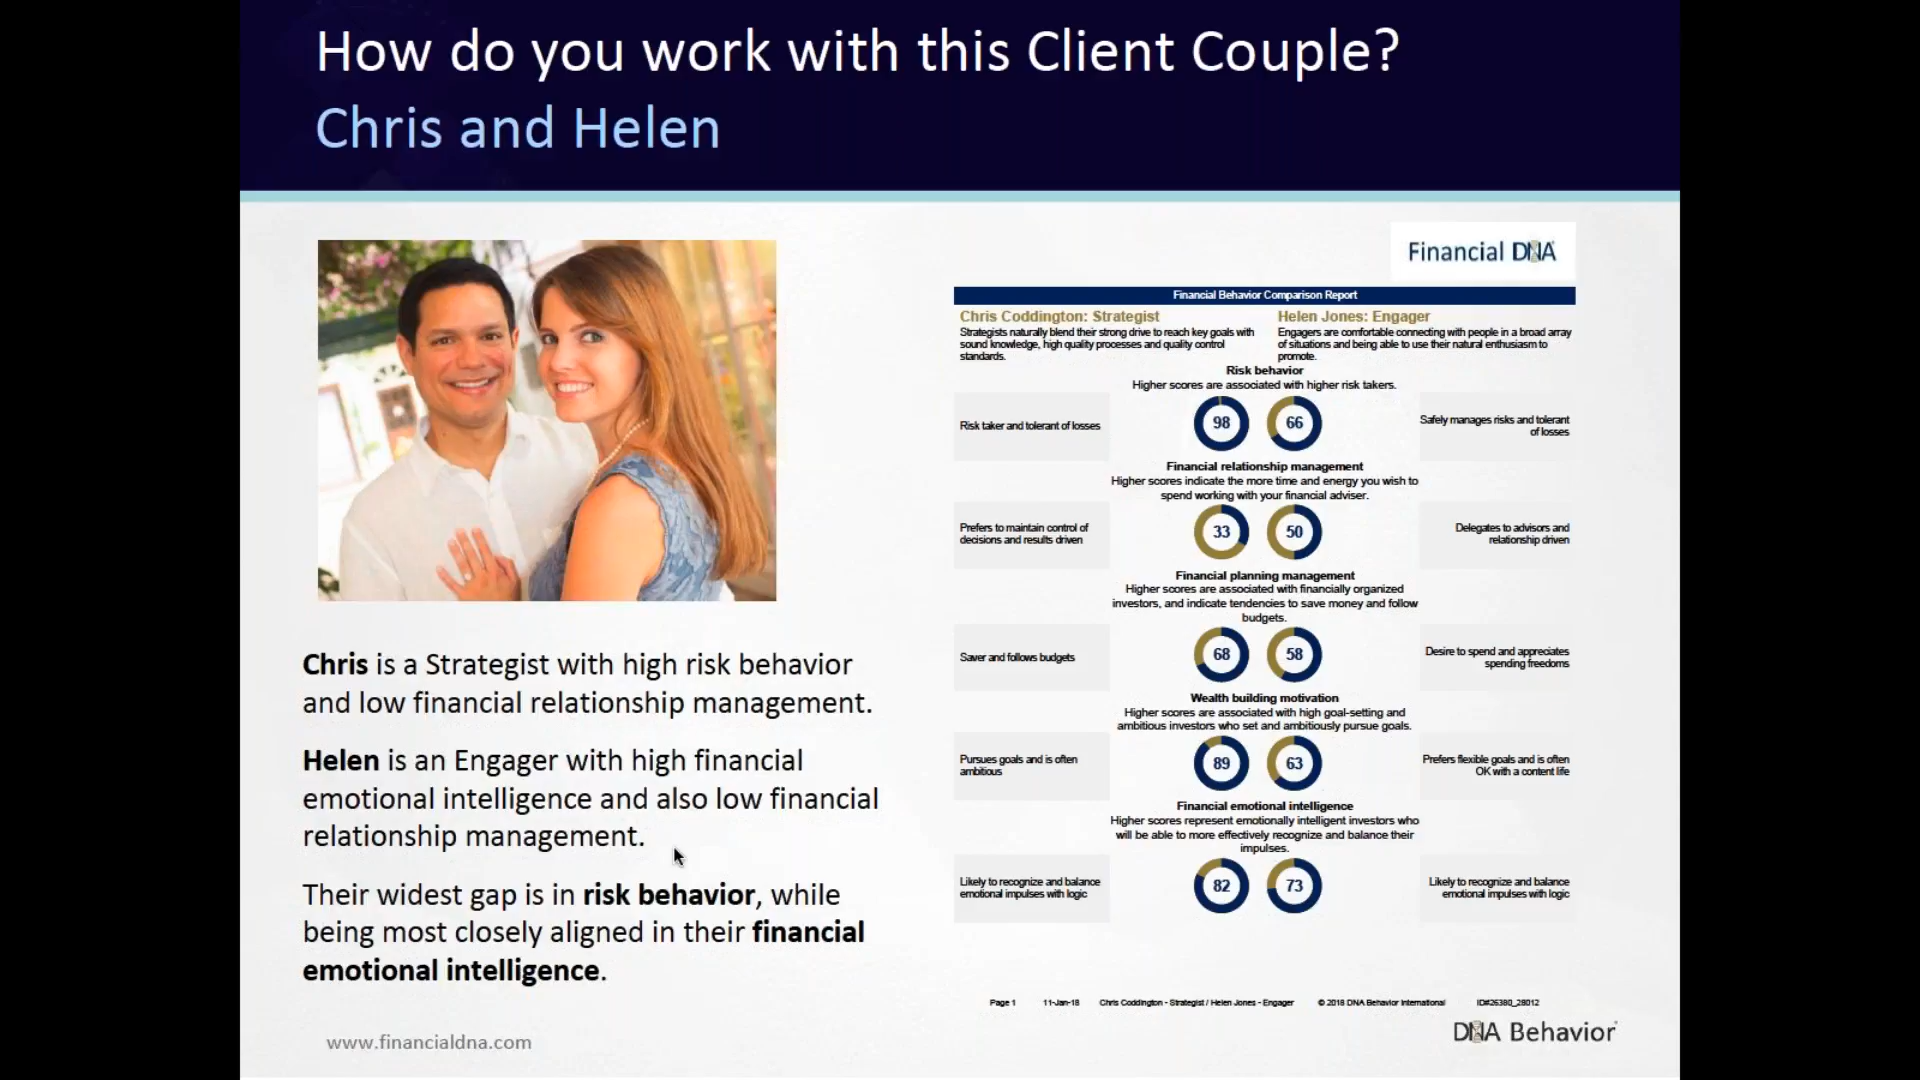 How do you work with this Client Couple?
Chris and Helen
Chris is a Strategist with high risk behavior
and low financial relationship management.
Helen is an Engager with high financial
emotional intelligence and also low financial
relationship management.
Their widest gap is in risk behavior, while
being most closely aligned in their financial
emotional intelligence.
Financial DNA
Financial Behavior Comparison Report
Chris Coddington: Strategist
Strategists naturally blend their strong drive to reach key goals with
sound knowledge, high quality processes and quality control
standards.
Helen Jones: Engager
Engagers are comfortable connecting with people in a broad array
of situations and being able to use their natural enthusiasm to
promote.
Risk behavior
Higher scores are associated with higher risk takers.
Risk taker and tolerant of losses
98
66
Safely manages risks and tolerant
of losses
Financial relationship management
Higher scores indicate the more time and energy you wish to
spend working with your financial adviser.
Prefers to maintain control of
decisions and results driven
33
50
Delegates to advisors and
relationship driven
Financial planning management
Higher scores are associated with financially organized
investors, and indicate tendencies to save money and follow
budgets.
Saver and follows budgets
68
58
Desire to spend and appreciates
spending freedoms
Wealth building motivation
Higher scores are associated with high goal-setting and
ambitious investors who set and ambitiously pursue goals.
Pursues goals and is often
ambitious
89
63
Prefers flexible goals and is often
OK with a content life
Financial emotional intelligence
Higher scores represent emotionally intelligent investors who
will be able to more effectively recognize and balance their
impulses.
Likely to recognize and balance
emotional impulses with logic
82
73
Likely to recognize and balance
emotional impulses with logic
Page 1 11-Jan-18 Chris Coddington - Strategist / Helen Jones - Engager © 2018 DNA Behavior International ID#26380_28012
www.financialdna.com
DNA Behavior